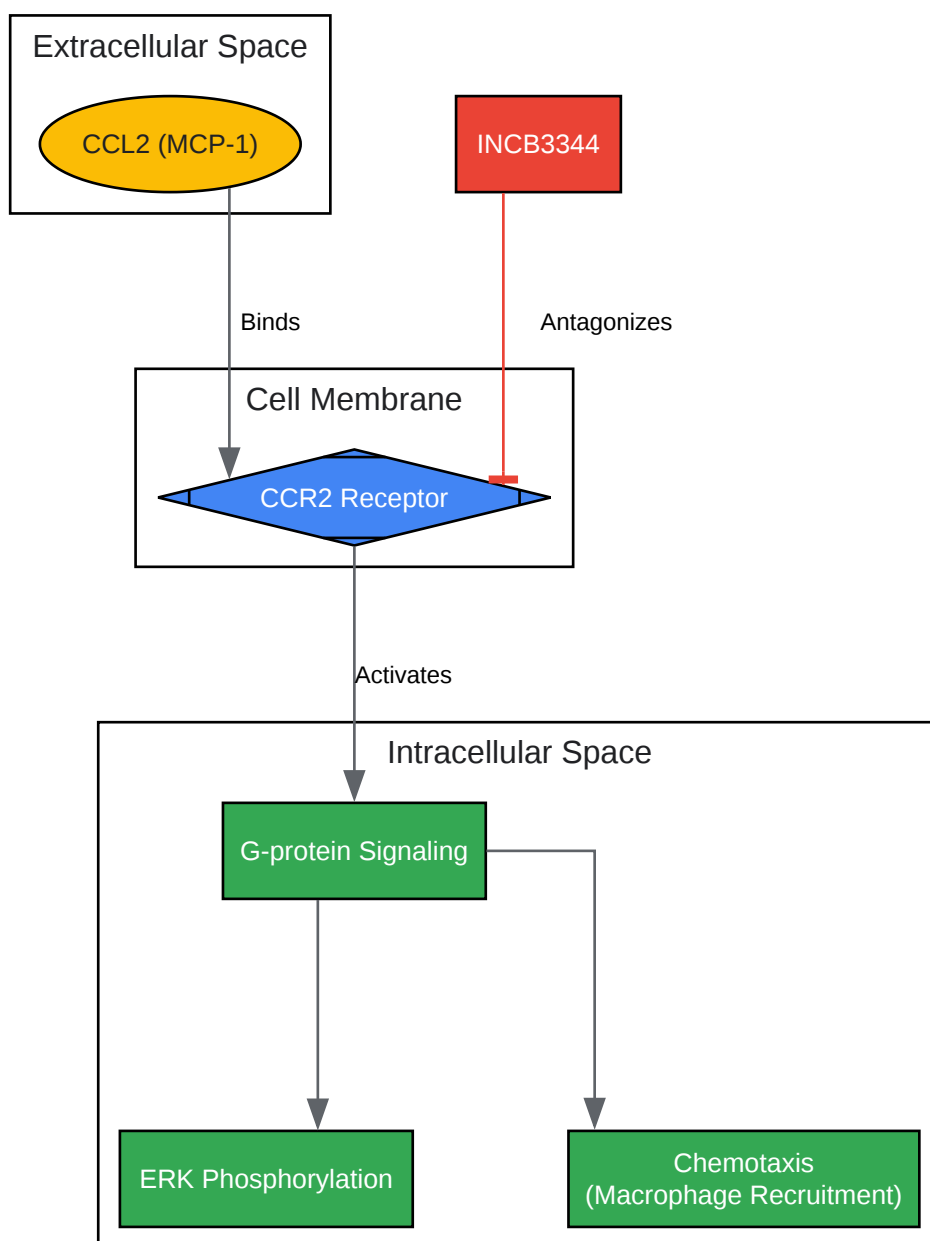 Extracellular Space
CCL2 (MCP-1)
INCB3344
Binds
Antagonizes
Cell Membrane
CCR2 Receptor
Activates
Intracellular Space
G-protein Signaling
ERK Phosphorylation
Chemotaxis
(Macrophage Recruitment)